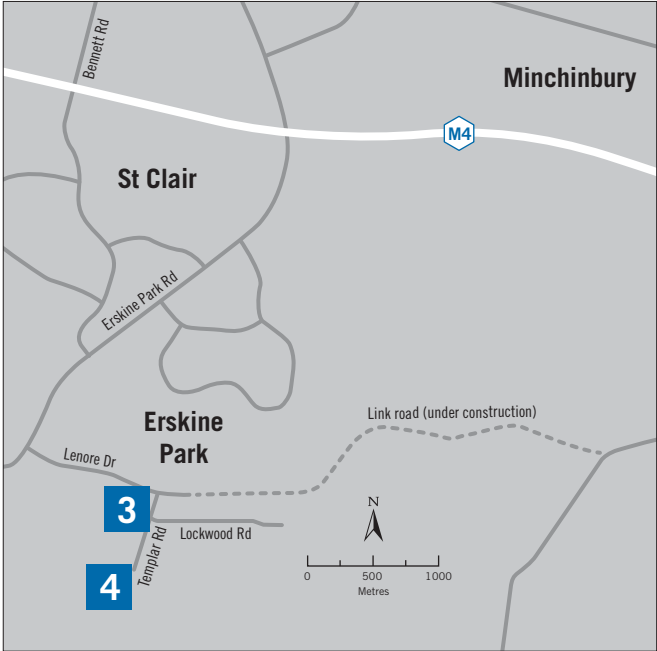 Bennett Rd
Minchinbury
M4
St Clair
Erskine Park Rd
Link road (under construction)
Erskine
Park
Lenore Dr
3
N
Lockwood Rd
Templar Rd
4
0 500 1000
Metres